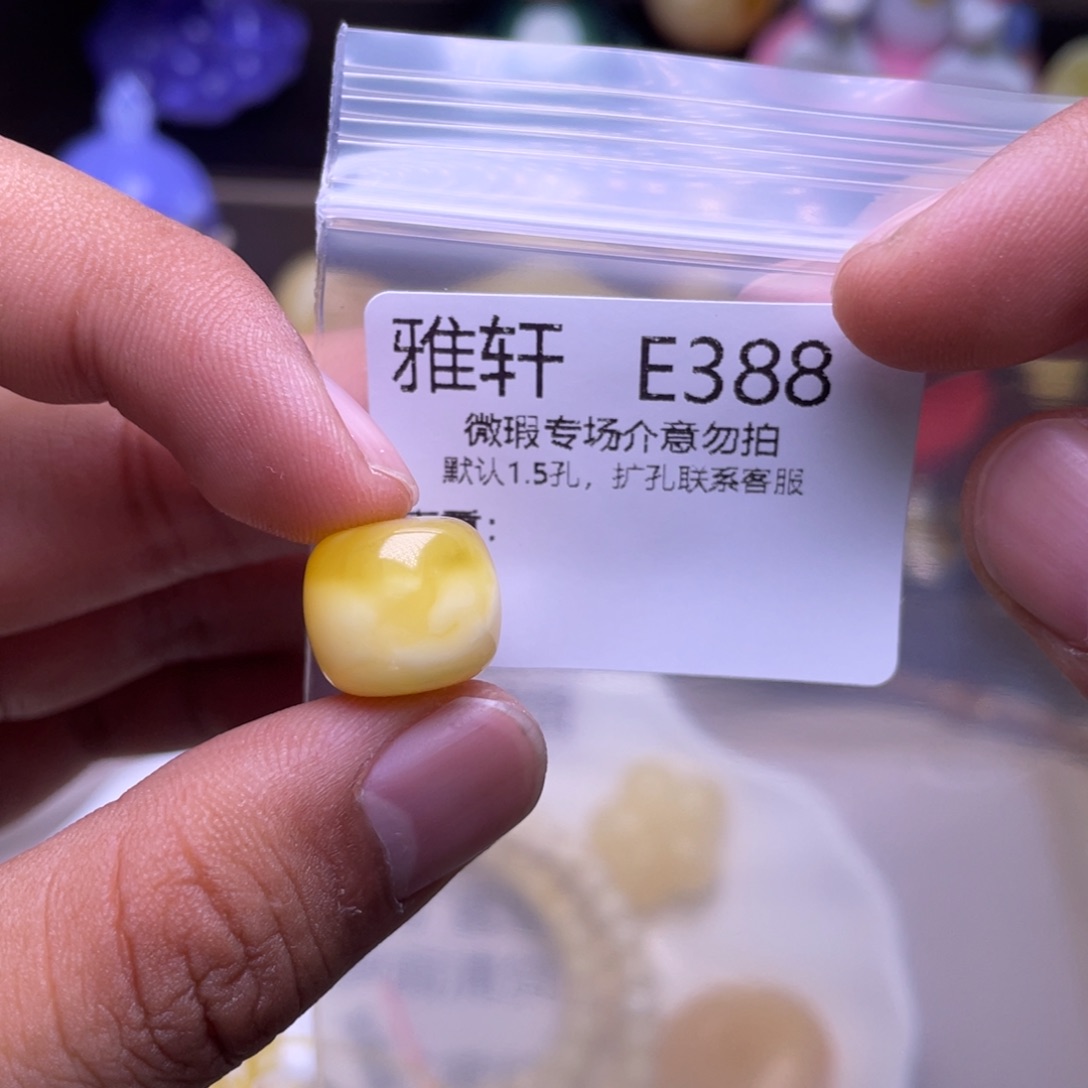 雅轩 E388
微瑕专场介意勿拍
默认1.5孔，扩孔联系客服
重：